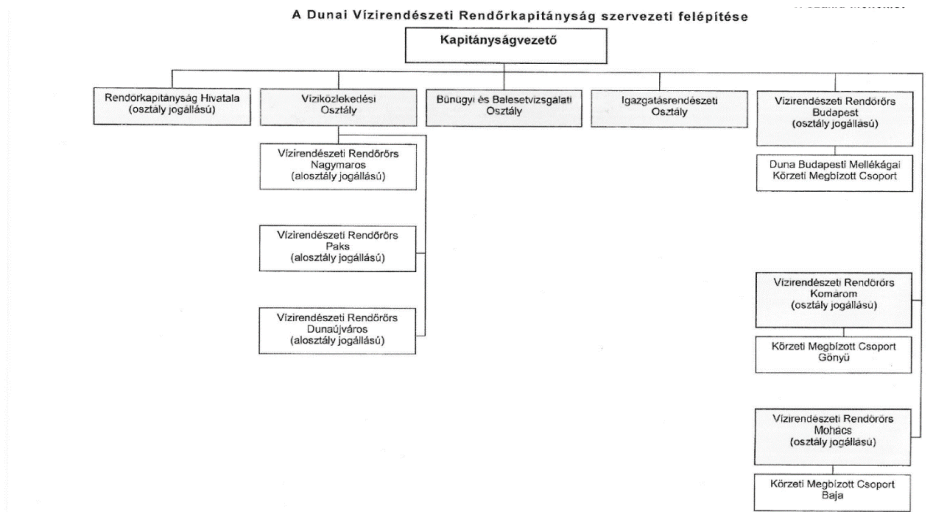 A Dunai Vízirendészeti Rendőrkapitányság szervezeti felépítése
Kapitányságvezető
Rendőrkapitányság Hivatala
(osztály jogállású)
Víziközlekedési
Osztály
Bűnügyi és Balesetvizsgálati
Osztály
Igazgatásrendészeti
Osztály
Vízirendészeti Rendőrörs
Budapest
(osztály jogállású)
Vízirendészeti Rendőrörs
Nagymaros
(alosztály jogállású)
Duna Budapesti Mellékágai
Körzeti Megbízott Csoport
Vízirendészeti Rendőrörs
Paks
(alosztály jogállású)
Vízirendészeti Rendőrörs
Komárom
(osztály jogállású)
Vízirendészeti Rendőrörs
Dunaújváros
(alosztály jogállású)
Körzeti Megbízott Csoport
Gönyű
Vízirendészeti Rendőrörs
Mohács
(osztály jogállású)
Körzeti Megbízott Csoport
Baja